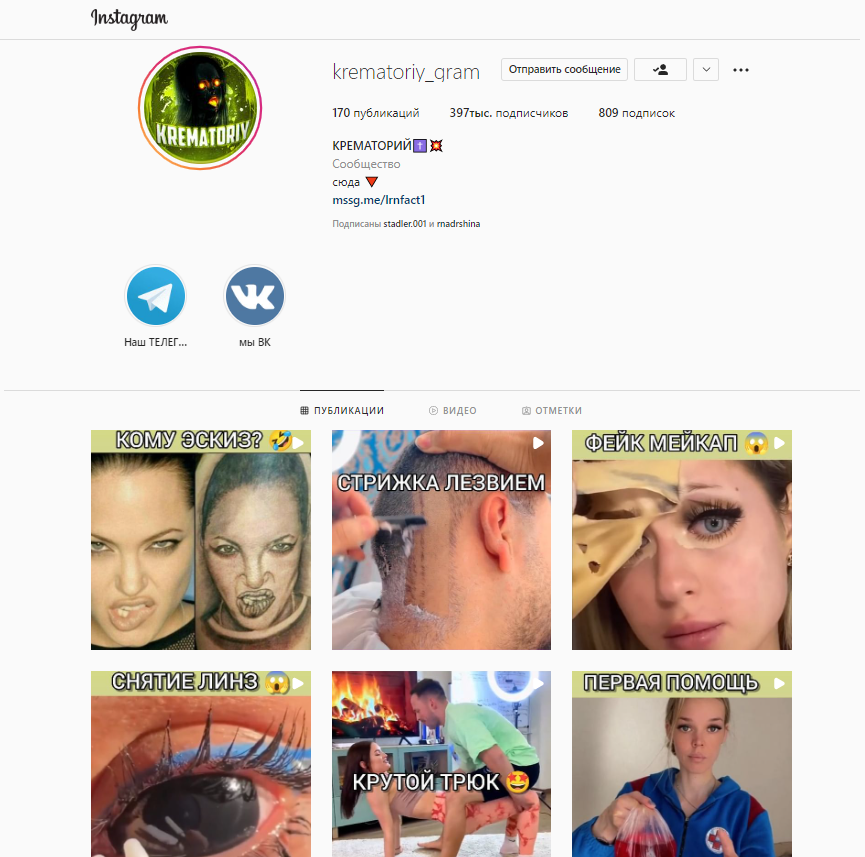 Instagram
krematoriy_gram
Отправить сообщение
170 публикаций
397тыс. подписчиков
809 подписок
КРЕМАТОРИЙ✝️💥
Сообщество
сюда 🔻
mssg.me/lrnfact1
Подписаны stadler.001 и rnadrshina
KREMATORIY
Наш ТЕЛЕГ...
мы ВК
ПУБЛИКАЦИИ
ВИДЕО
ОТМЕТКИ
КОМУ ЭСКИЗ? 🤣
СТРИЖКА ЛЕЗВИЕМ
ФЕЙК МЕЙКАП 😱
СНЯТИЕ ЛИНЗ 😱
КРУТОЙ ТРЮК 🤩
ПЕРВАЯ ПОМОЩЬ